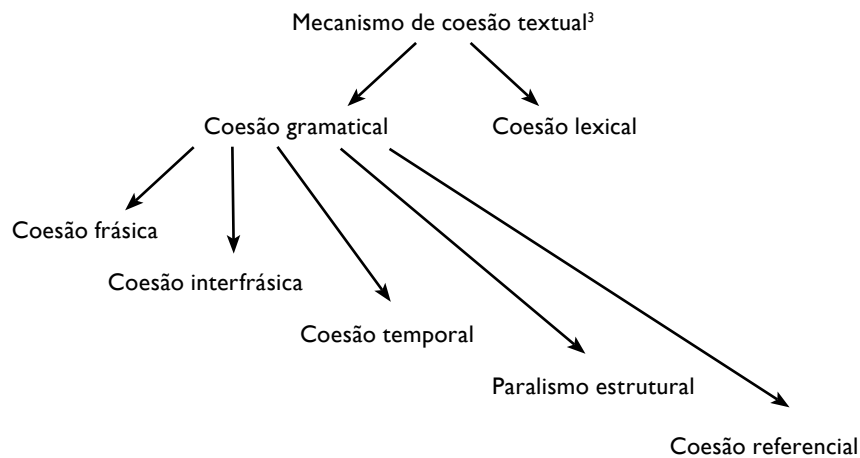 Mecanismo de coesão textual³
Coesão gramatical
Coesão lexical
Coesão frásica
Coesão interfrásica
Coesão temporal
Paralismo estrutural
Coesão referencial